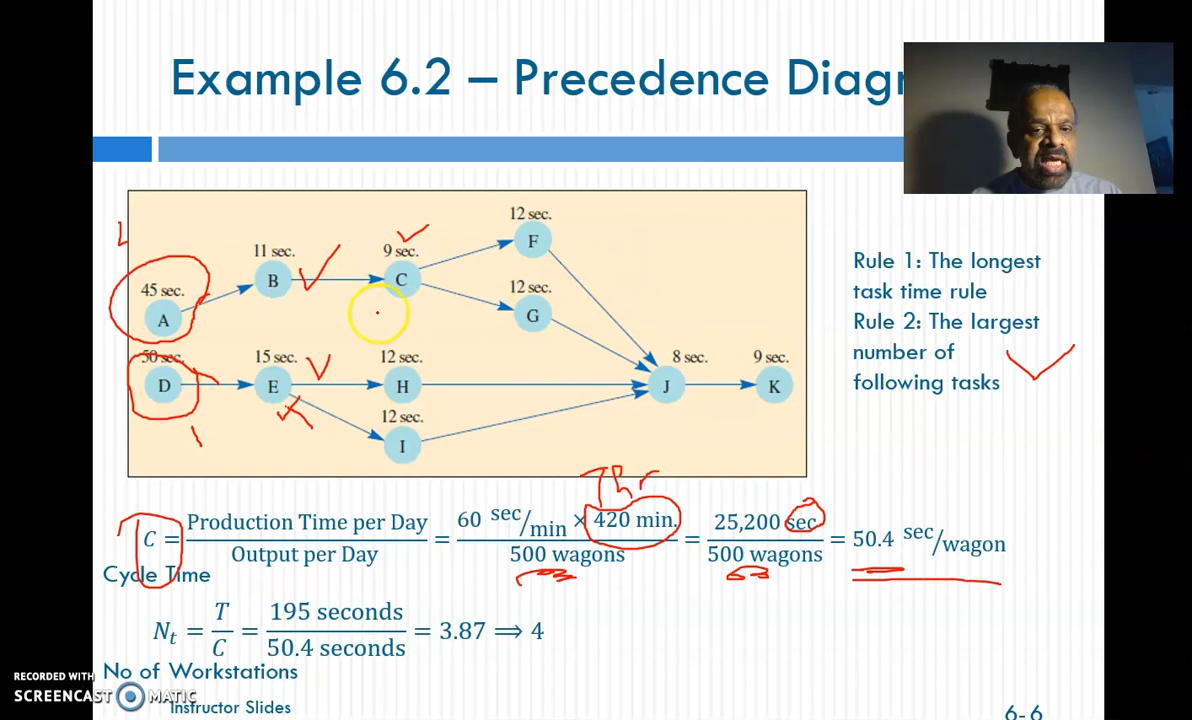 Example 6.2 – Precedence Diagr
12 sec.
F
11 sec.
B
9 sec.
C
45 sec.
A
12 sec.
G
50 sec.
D
15 sec.
E
12 sec.
H
8 sec.
J
9 sec.
K
12 sec.
I
Rule 1: The longest
task time rule
Rule 2: The largest
number of
following tasks
C = Production Time per Day / Output per Day = 60 sec/min × 420 min. / 500 wagons = 25,200 sec / 500 wagons = 50.4 sec/wagon
Cycle Time
Nt = T / C = 195 seconds / 50.4 seconds = 3.87 ⟹ 4
No of Workstations
RECORDED WITH
SCREENCAST MATIC
Instructor Slides
6-6